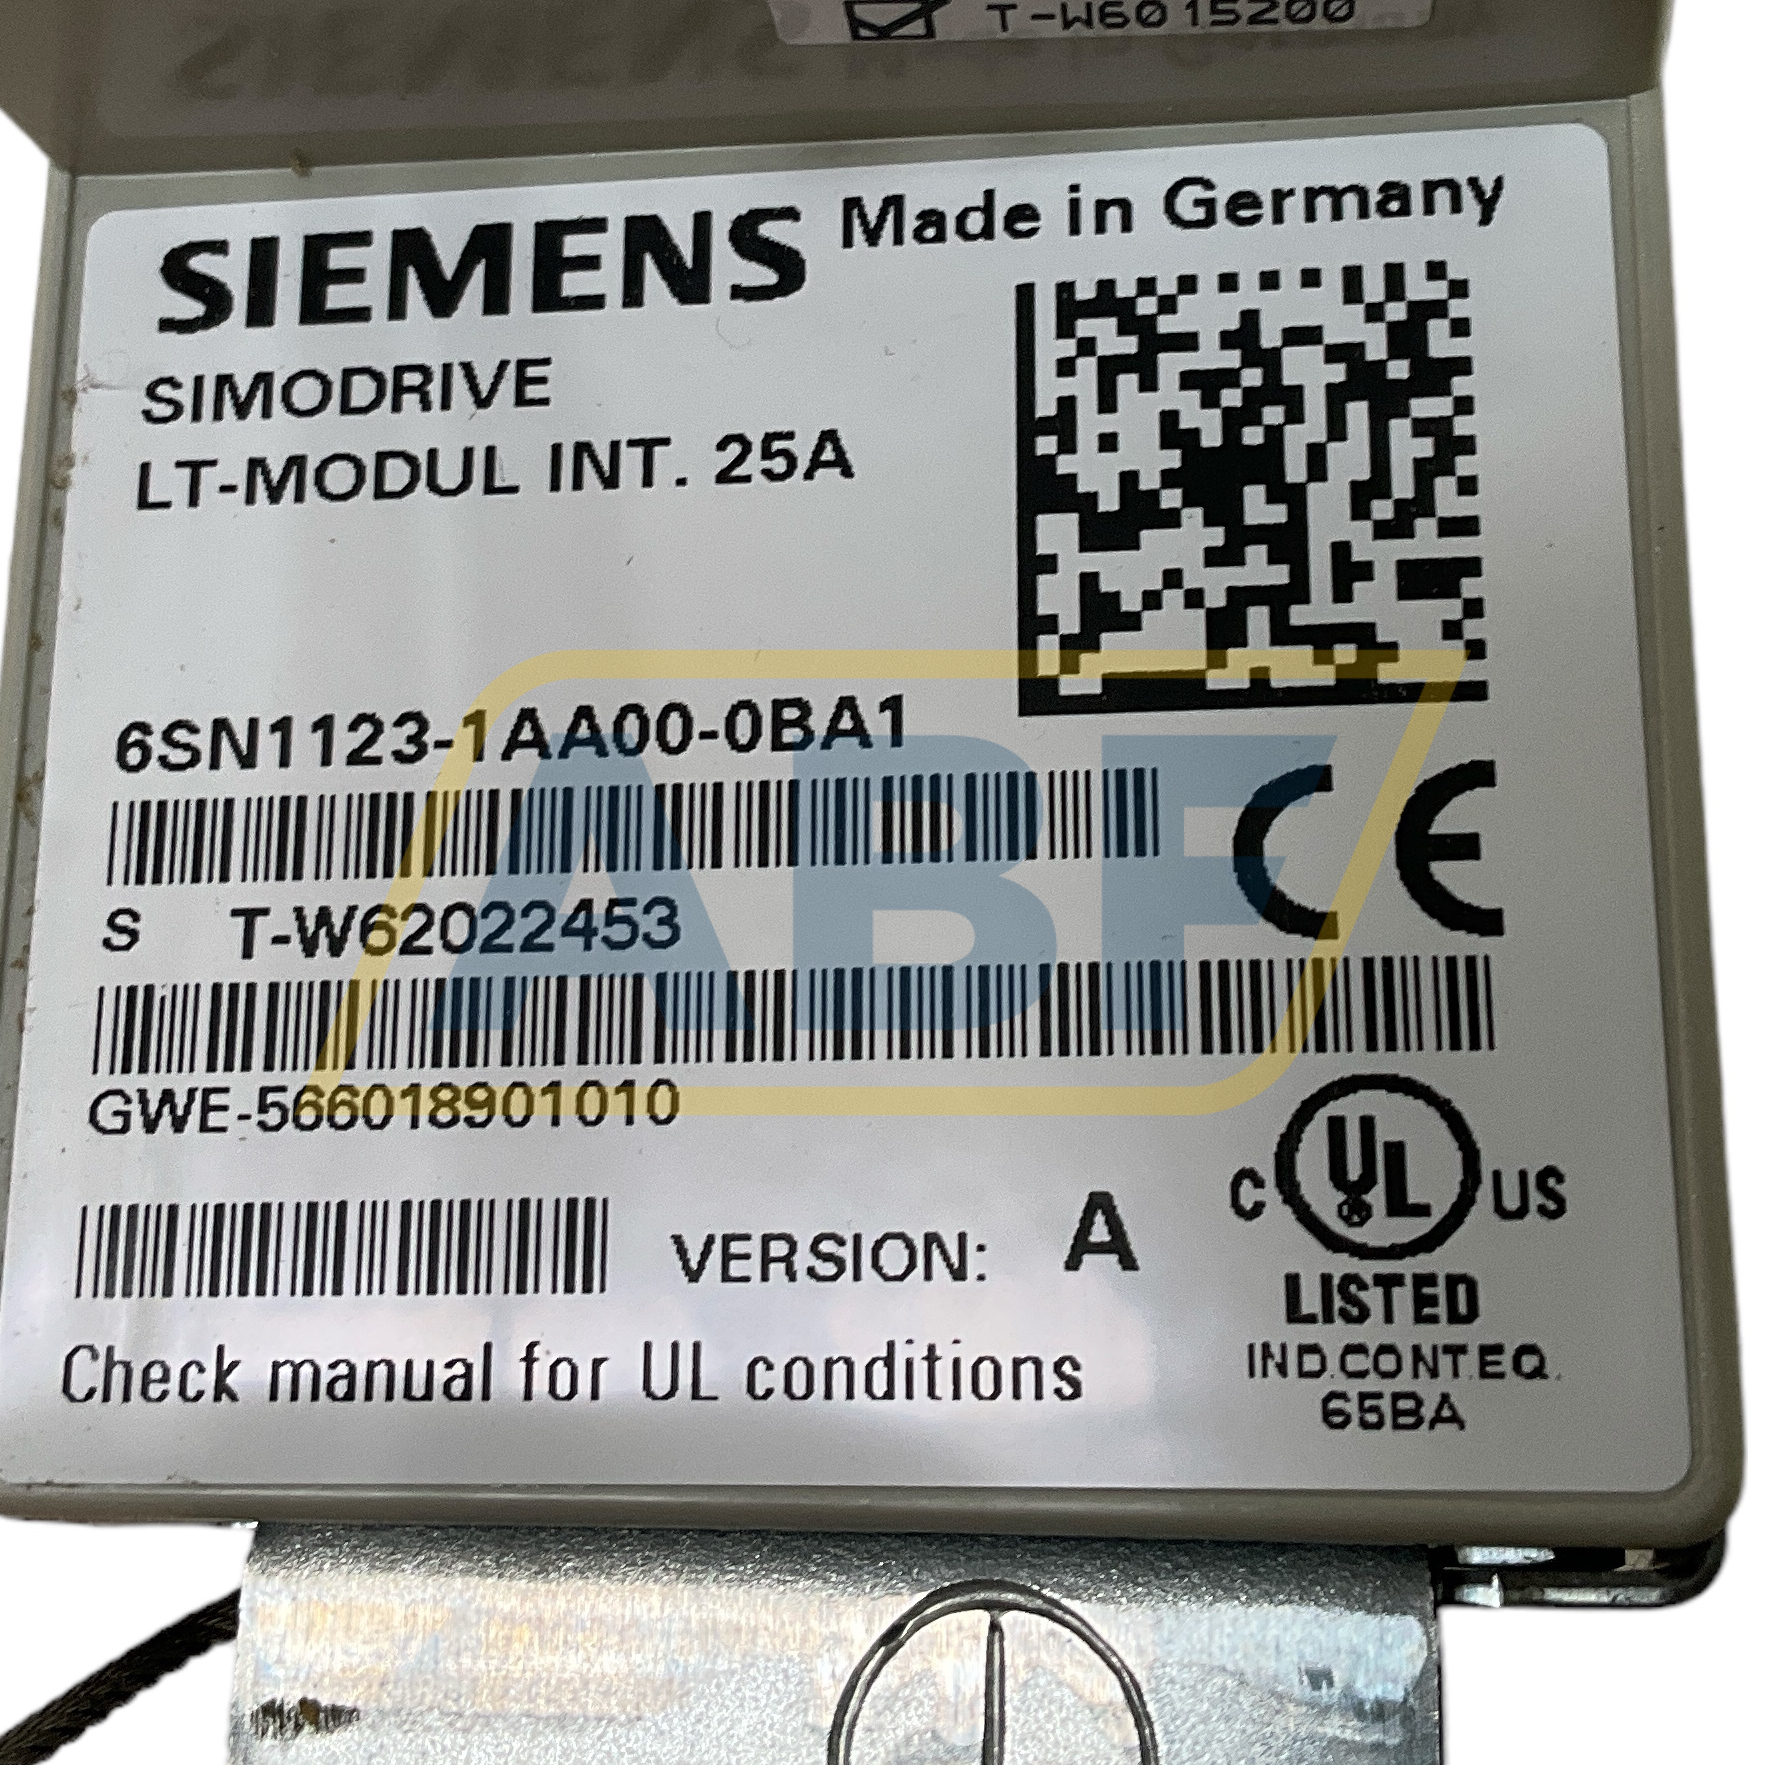 T-W6015200
SIEMENS Made in Germany
SIMODRIVE
LT-MODUL INT. 25A
6SN1123-1AA00-0BA1
CE
S T-W62022453
GWE-566018901010
C UL US
LISTED
IND.CONT.EQ.
65BA
VERSION: A
Check manual for UL conditions
ABF